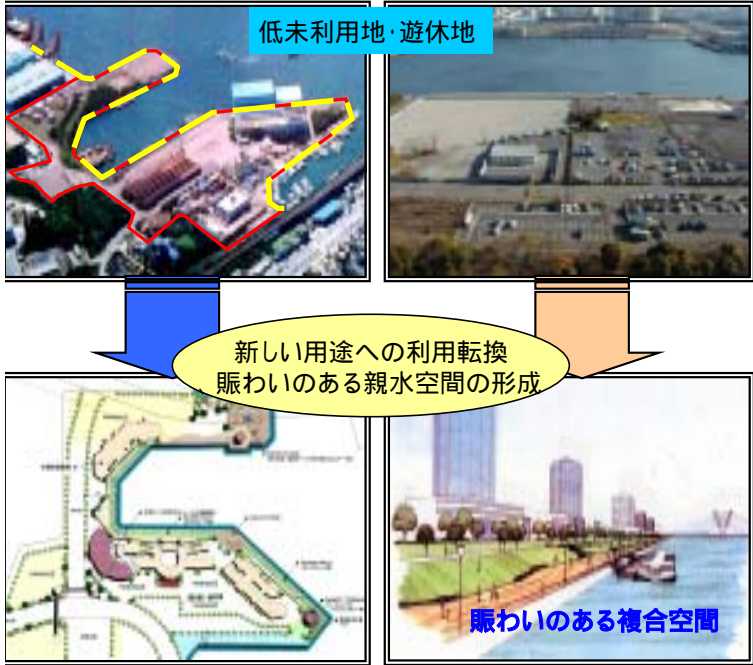 低未利用地・遊休地
新しい用途への利用転換
賑わいのある親水空間の形成
賑わいのある複合空間